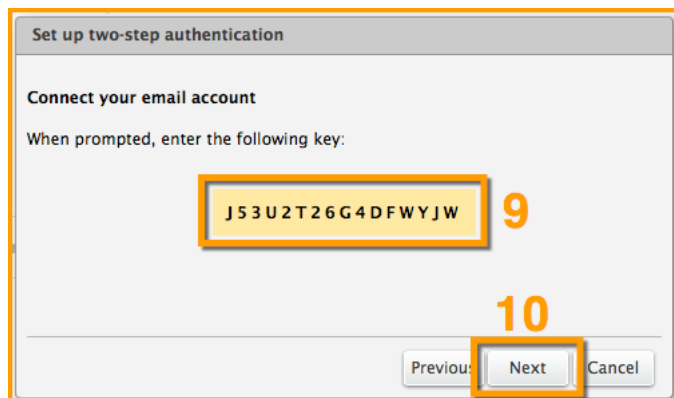 Set up two-step authentication
Connect your email account
When prompted, enter the following key:
J53U2T26G4DFWYJW
9
10
Previous Next Cancel